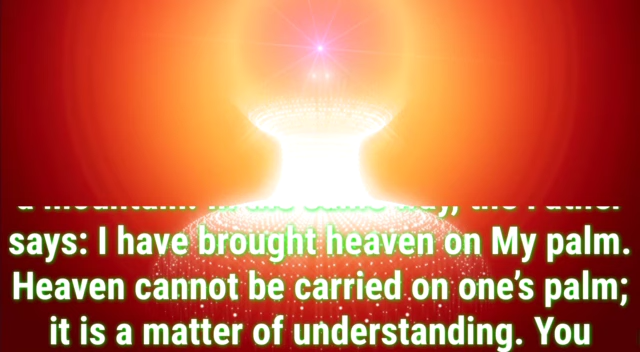 says: I have brought heaven on My palm.
Heaven cannot be carried on one’s palm;
it is a matter of understanding. You